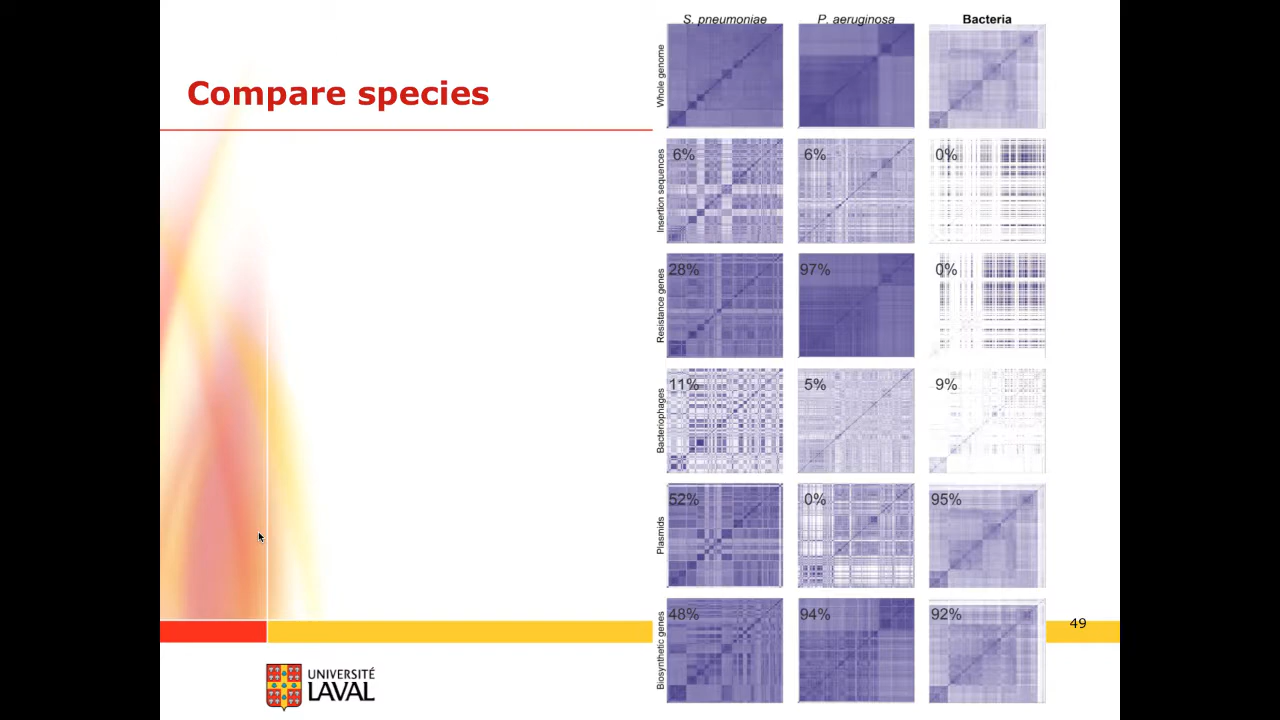 S. pneumoniae P. aeruginosa Bacteria
Compare species
Whole genome
Insertion sequences
6% 6% 0%
Resistance genes
28% 97% 0%
Bacteriophages
11% 5% 9%
Plasmids
52% 0% 95%
Biosynthetic genes
48% 94% 92%
49
UNIVERSITÉ
LAVAL